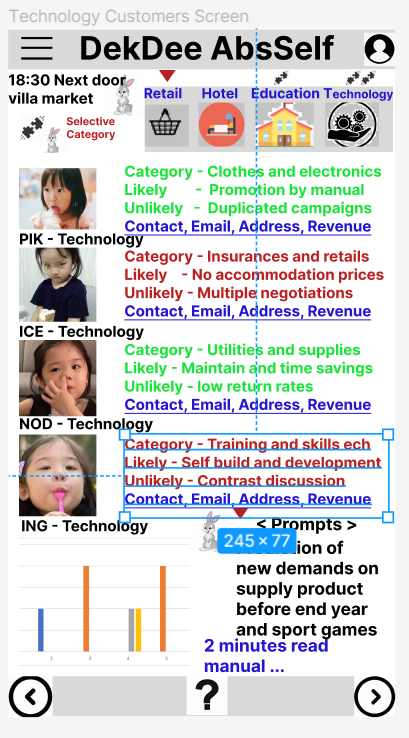 Technology Customers Screen
DekDee AbsSelf
18:30 Next door
villa market
Selective
Category
Retail Hotel Education Technology
Category - Clothes and electronics
Likely - Promotion by manual
Unlikely - Duplicated campaigns
Contact, Email, Address, Revenue
PIK - Technology
Category - Insurances and retails
Likely - No accommodation prices
Unlikely - Multiple negotiations
Contact, Email, Address, Revenue
ICE - Technology
Category - Utilities and supplies
Likely - Maintain and time savings
Unlikely - low return rates
Contact, Email, Address, Revenue
NOD - Technology
Category - Training and skills ech
Likely - Self build and development
Unlikely - Contrast discussion
Contact, Email, Address, Revenue
ING - Technology
< Prompts >
245 × 77
of
new demands on
supply product
before end year
and sport games
2 minutes read
manual ...
2 3 4 5
?